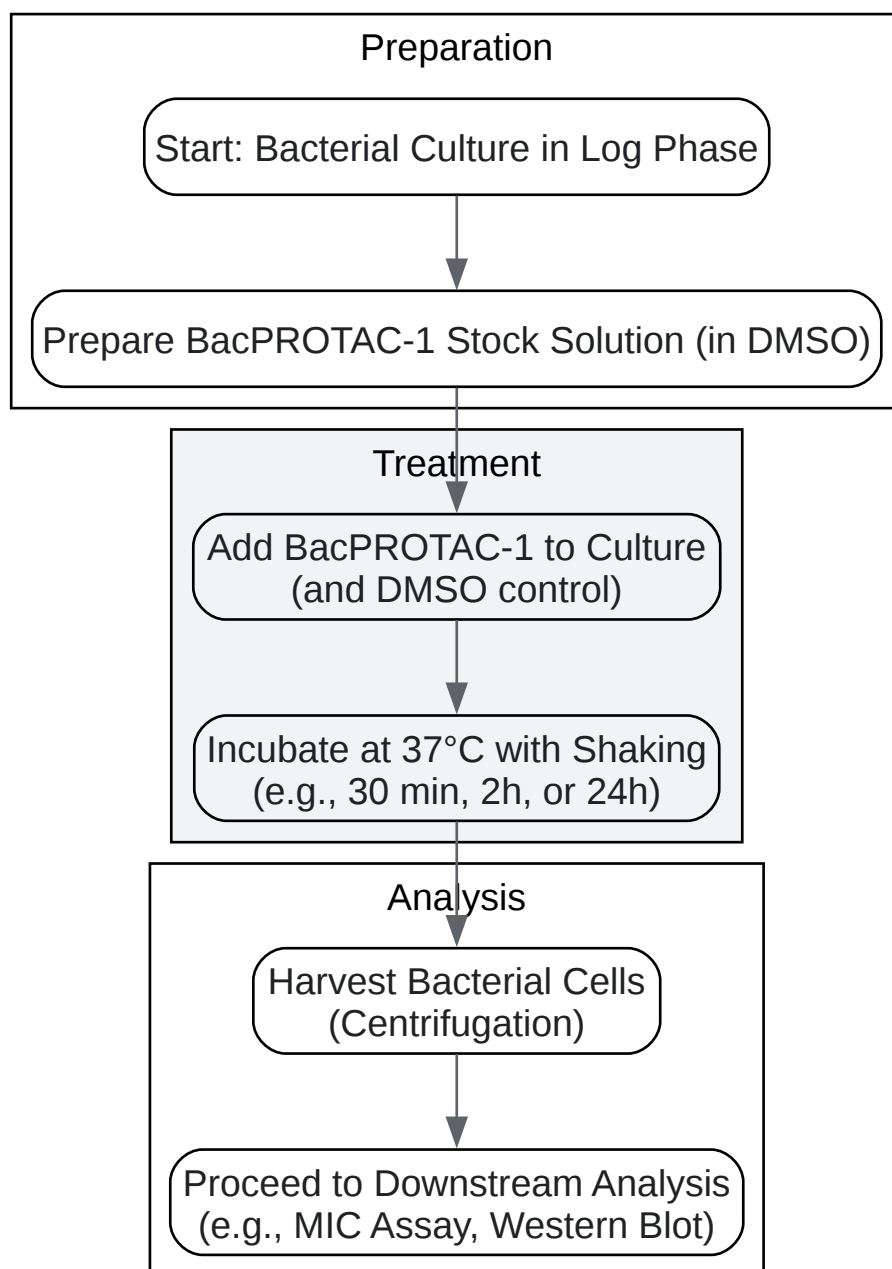 Preparation
Start: Bacterial Culture in Log Phase
Prepare BacPROTAC-1 Stock Solution (in DMSO)
Treatment
Add BacPROTAC-1 to Culture
(and DMSO control)
Incubate at 37°C with Shaking
(e.g., 30 min, 2h, or 24h)
Analysis
Harvest Bacterial Cells
(Centrifugation)
Proceed to Downstream Analysis
(e.g., MIC Assay, Western Blot)